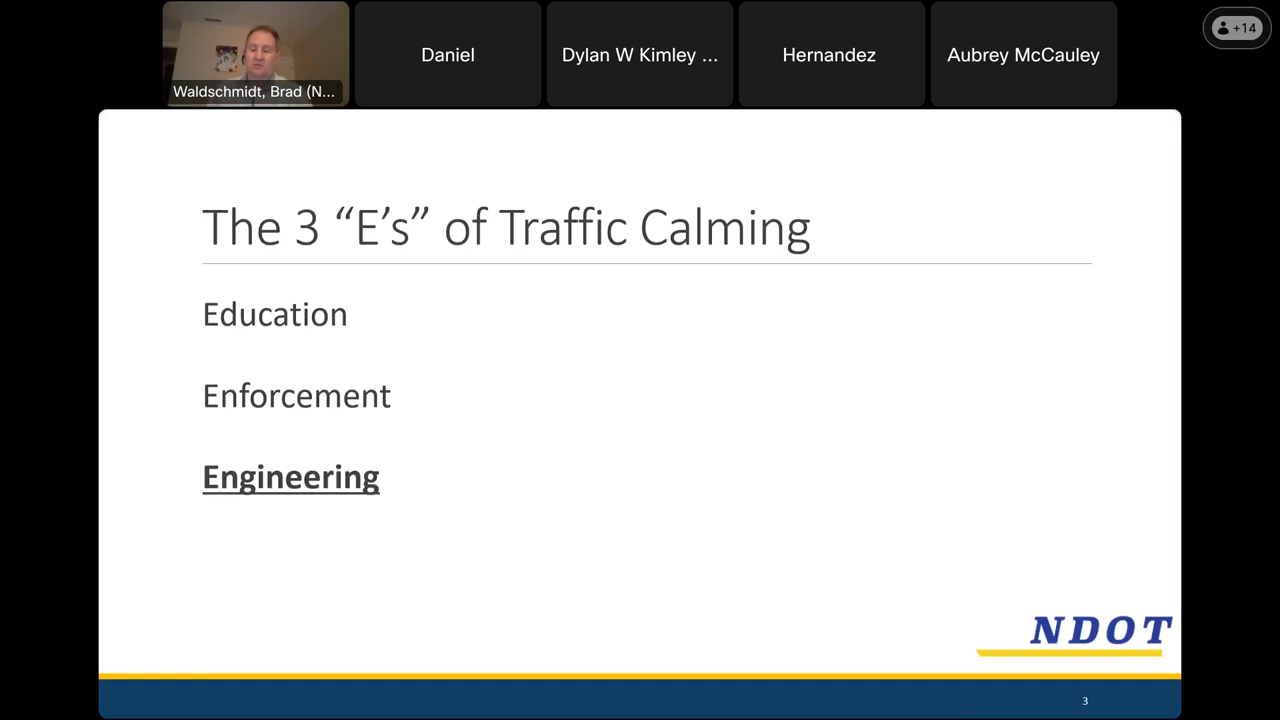 Waldschmidt, Brad (N...
Daniel
Dylan W Kimley ...
Hernandez
Aubrey McCauley
+14
The 3 “E’s” of Traffic Calming
Education
Enforcement
Engineering
NDOT
3